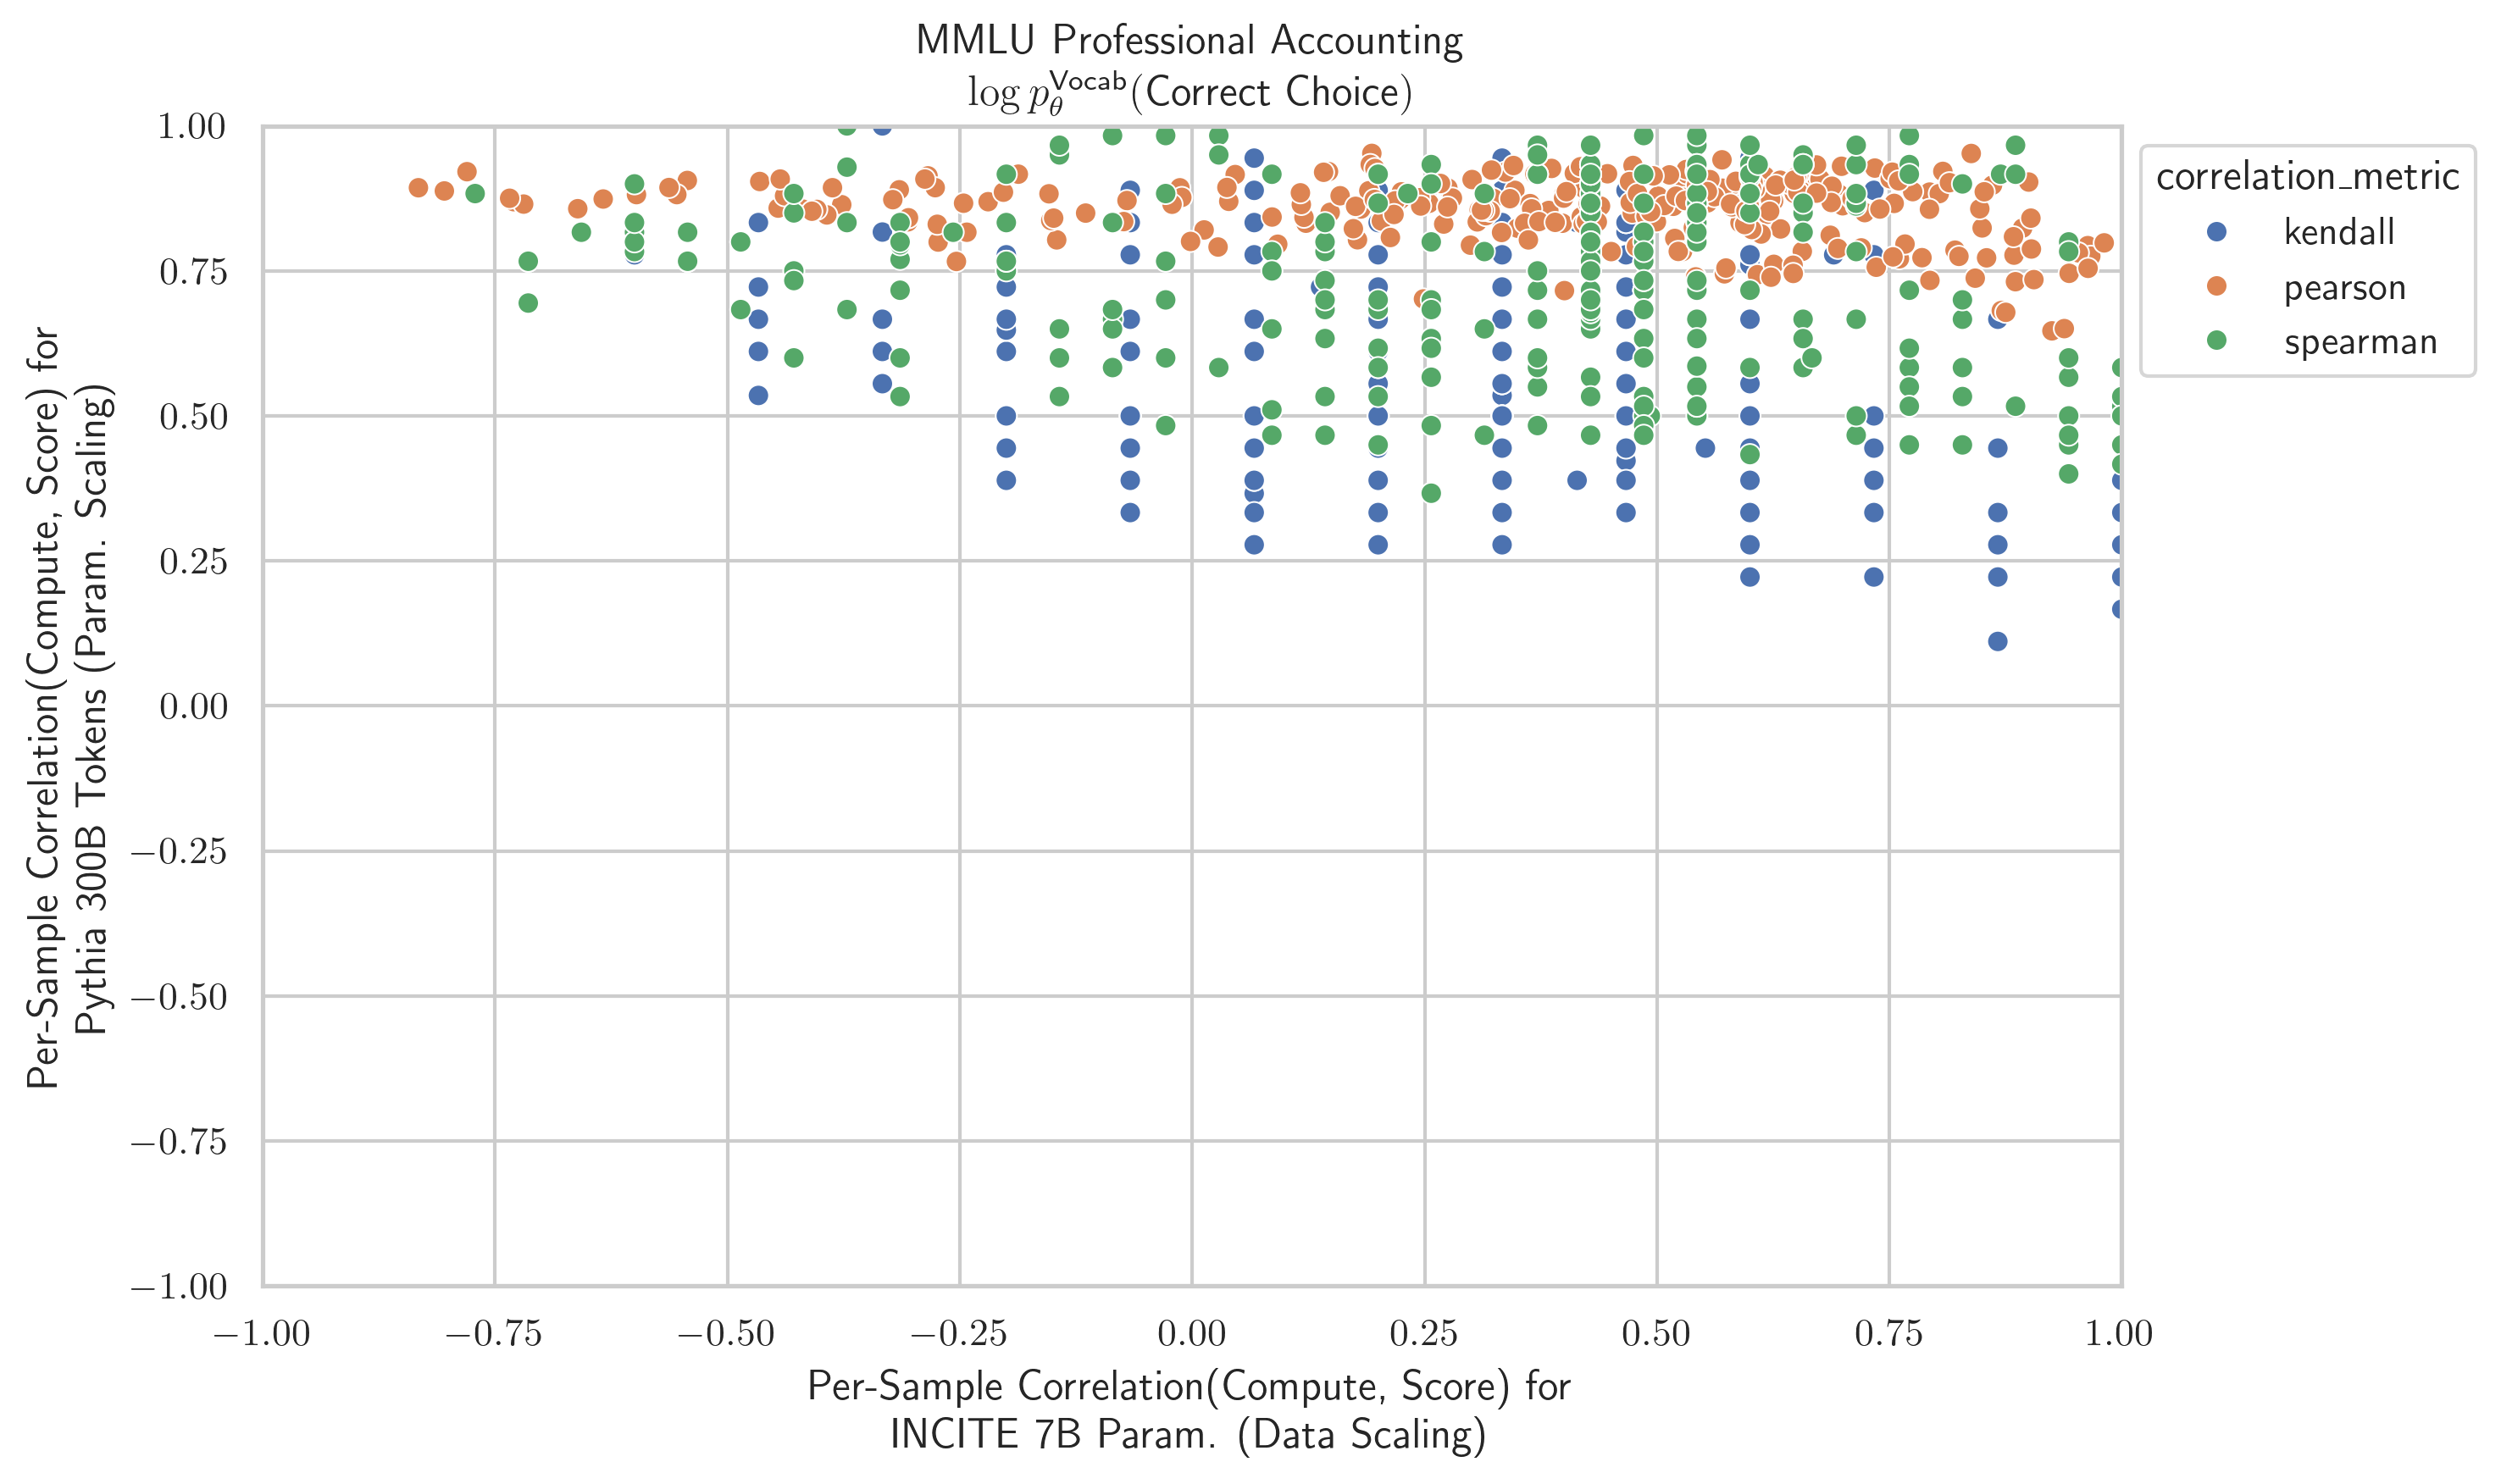 MMLU Professional Accounting
log p_θ^Vocab(Correct Choice)
Per-Sample Correlation(Compute, Score) for
Pythia 300B Tokens (Param. Scaling)
1.00
0.75
0.50
0.25
0.00
−0.25
−0.50
−0.75
−1.00
−1.00 −0.75 −0.50 −0.25 0.00 0.25 0.50 0.75 1.00
Per-Sample Correlation(Compute, Score) for
INCITE 7B Param. (Data Scaling)
correlation_metric
kendall
pearson
spearman